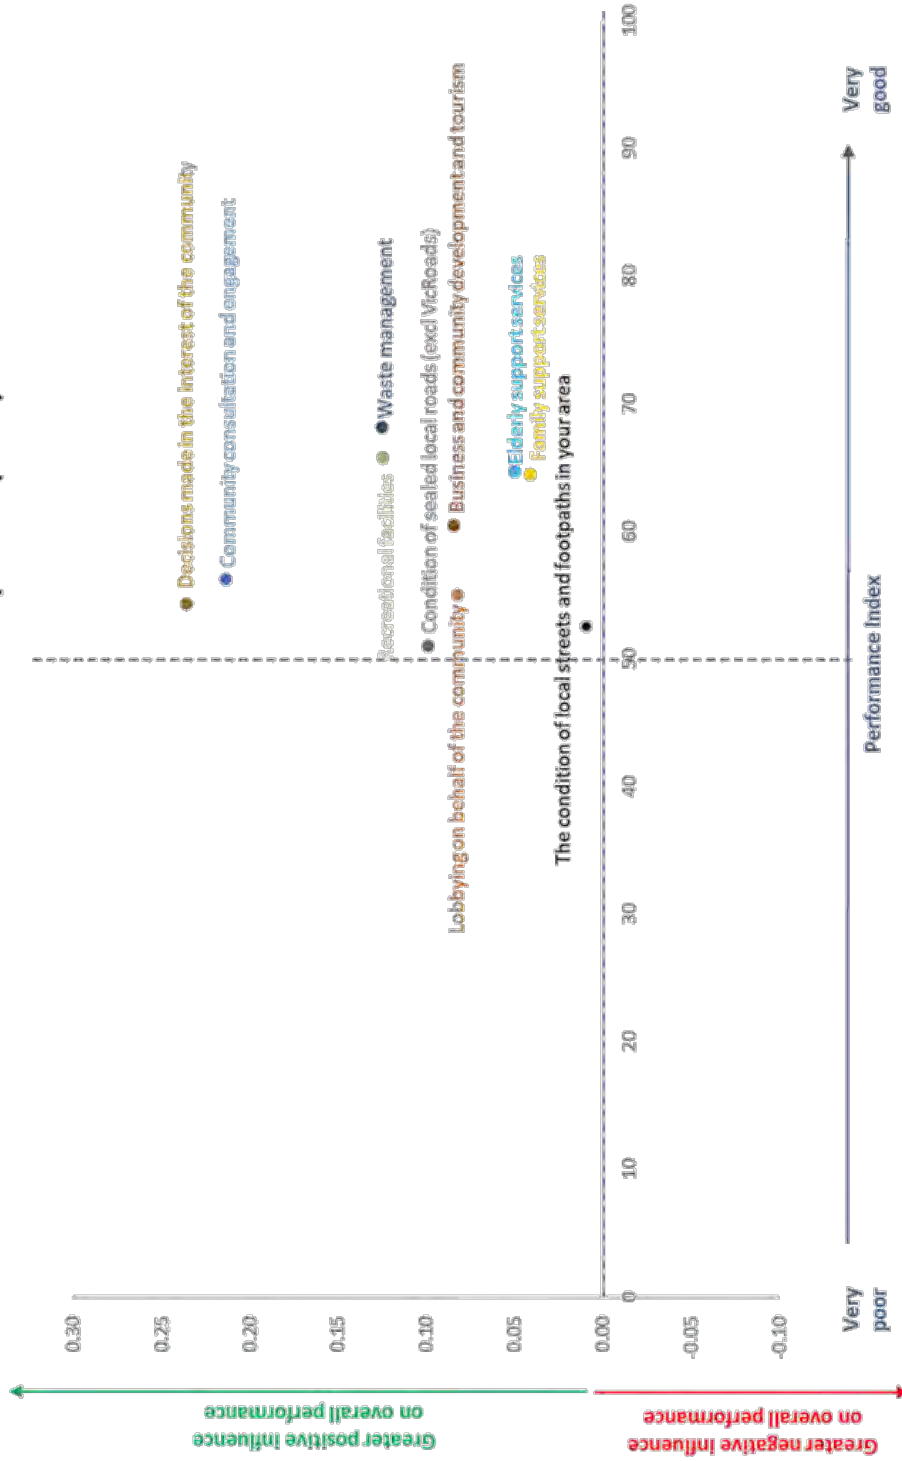 Greater positive influence
on overall performance
Greater negative influence
on overall performance
0.30
0.25
0.20
0.15
0.10
0.05
0.00
-0.05
-0.10
Decisions made in the interest of the community
Community consultation and engagement
Recreational facilities
Waste management
Condition of sealed local roads (excl VicRoads)
Lobbying on behalf of the community
Business and community development and tourism
Elderly support services
Family support services
The condition of local streets and footpaths in your area
0
10
20
30
40
50
60
70
80
90
100
Very
poor
Performance Index
Very
good